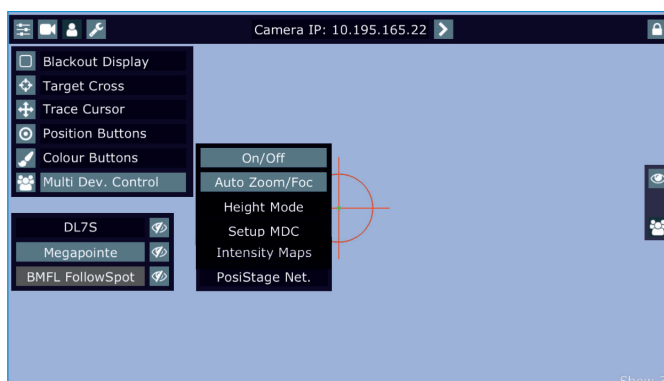 Camera IP: 10.195.165.22
Blackout Display
Target Cross
Trace Cursor
Position Buttons
Colour Buttons
Multi Dev. Control
On/Off
Auto Zoom/Foc
Height Mode
Setup MDC
Intensity Maps
PosiStage Net.
DL7S
Megapointe
BMFL FollowSpot
Show